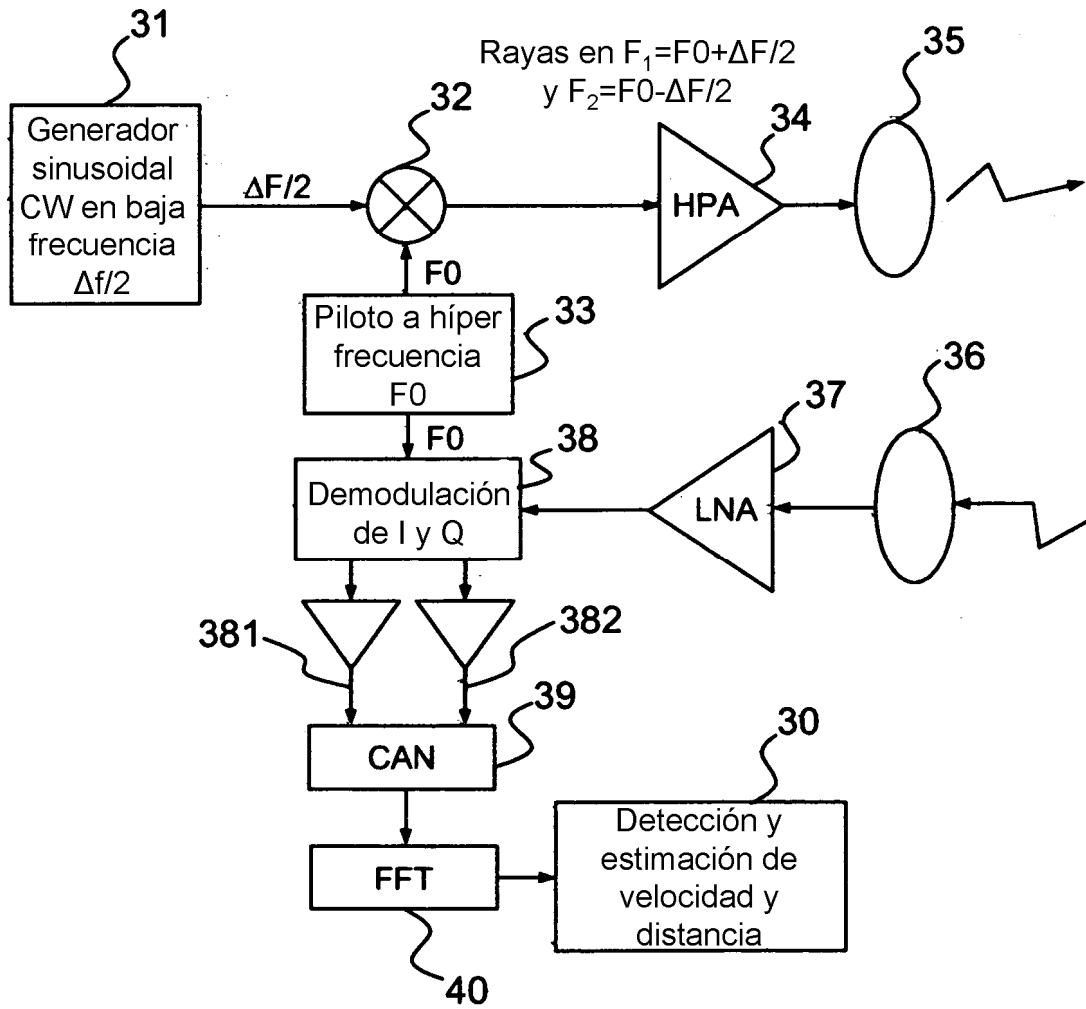 31
Generador
sinusoidal
CW en baja
frecuencia
Δf/2
ΔF/2
32
Rayas en F₁=F0+ΔF/2
y F₂=F0-ΔF/2
34
HPA
35
F0
Piloto a híper
frecuencia
F0
33
F0
36
37
LNA
38
Demodulación
de I y Q
381
382
39
CAN
30
FFT
Detección y
estimación de
velocidad y
distancia
40